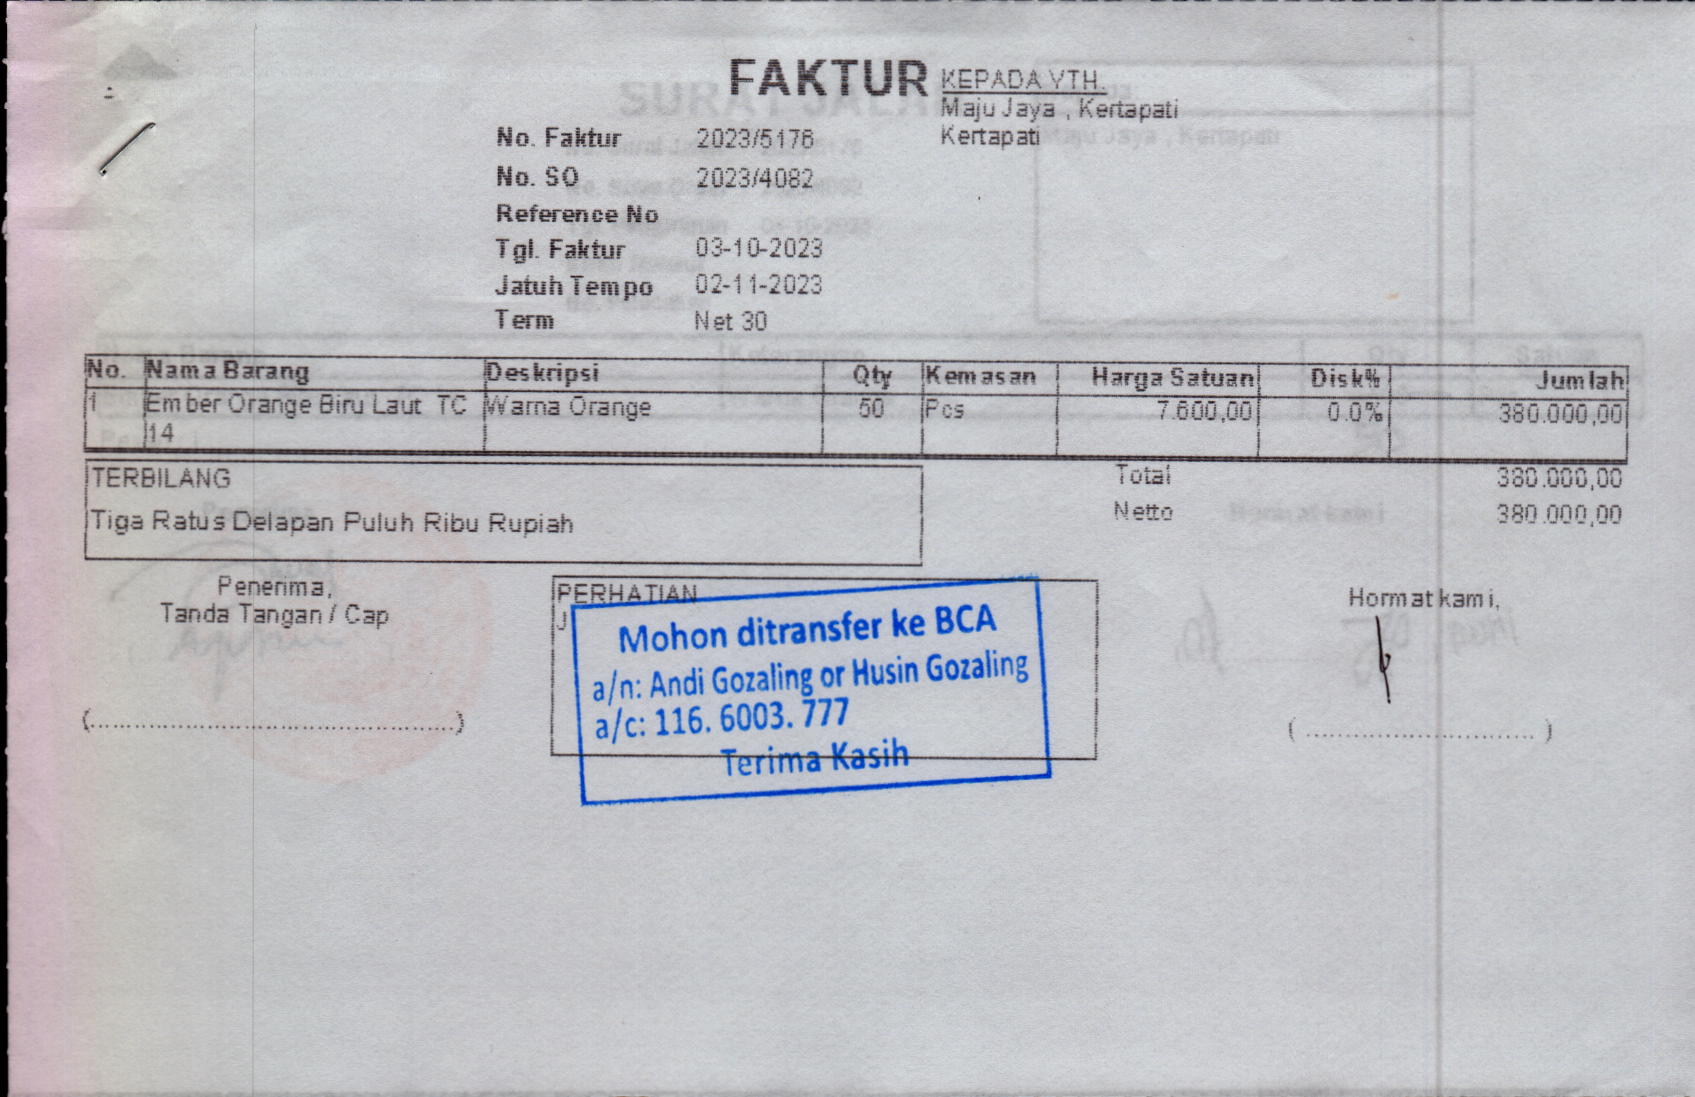 FAKTUR
KEPADA YTH.
Maju Jaya , Kertapati
Kertapati
No. Faktur 2023/5176
No. SO 2023/4082
Reference No
Tgl. Faktur 03-10-2023
Jatuh Tempo 02-11-2023
Term Net 30
No. Nama Barang Deskripsi Qty Kemasan Harga Satuan Disk% Jumlah
1 Ember Orange Biru Laut TC Warna Orange 50 Pcs 7.600,00 0.0% 380.000,00
14
TERBILANG
Tiga Ratus Delapan Puluh Ribu Rupiah
Total 380.000,00
Netto 380.000,00
Penerima,
Tanda Tangan / Cap
(............................................)
PERHATIAN
Mohon ditransfer ke BCA
a/n: Andi Gozaling or Husin Gozaling
a/c: 116. 6003. 777
Terima Kasih
Hormat kami,
( ............................ )